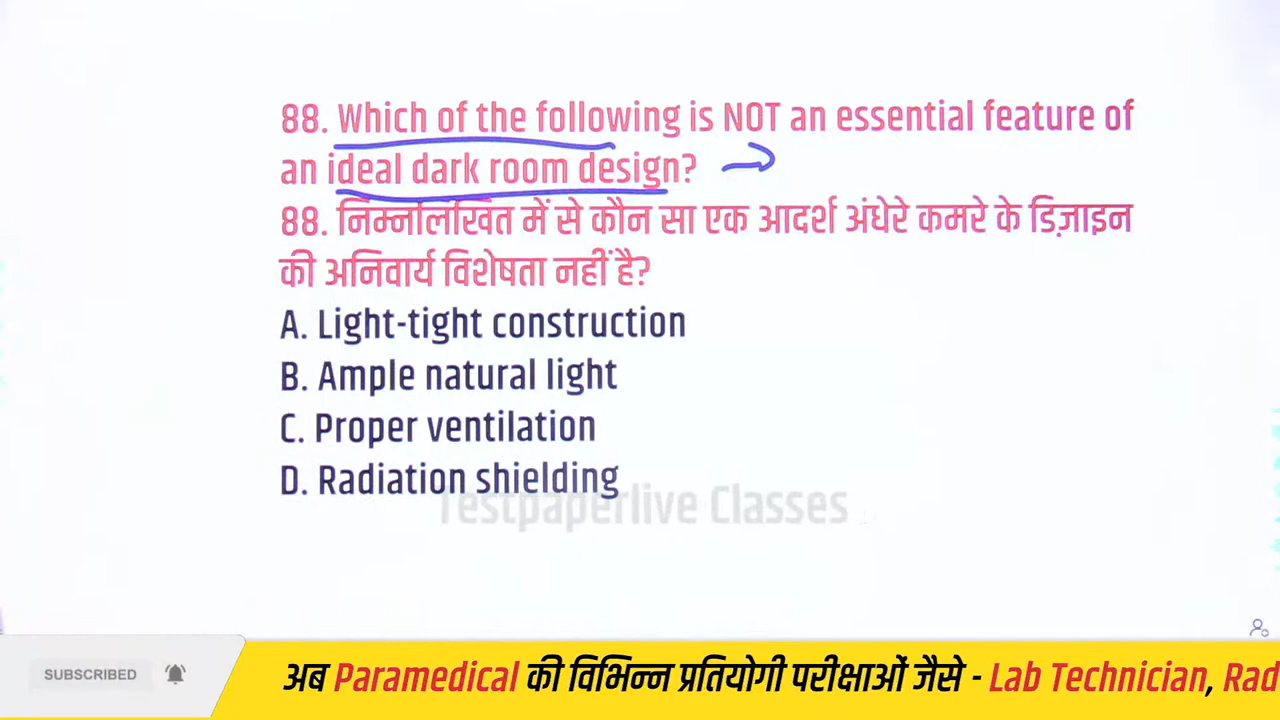 88. Which of the following is NOT an essential feature of
an ideal dark room design?
88. निम्नलिखित में से कौन सा एक आदर्श अंधेरे कमरे के डिज़ाइन
की अनिवार्य विशेषता नहीं है?
A. Light-tight construction
B. Ample natural light
C. Proper ventilation
D. Radiation shielding
Testpaperlive Classes
SUBSCRIBED
अब Paramedical की विभिन्न प्रतियोगी परीक्षाओं जैसे - Lab Technician, Rad